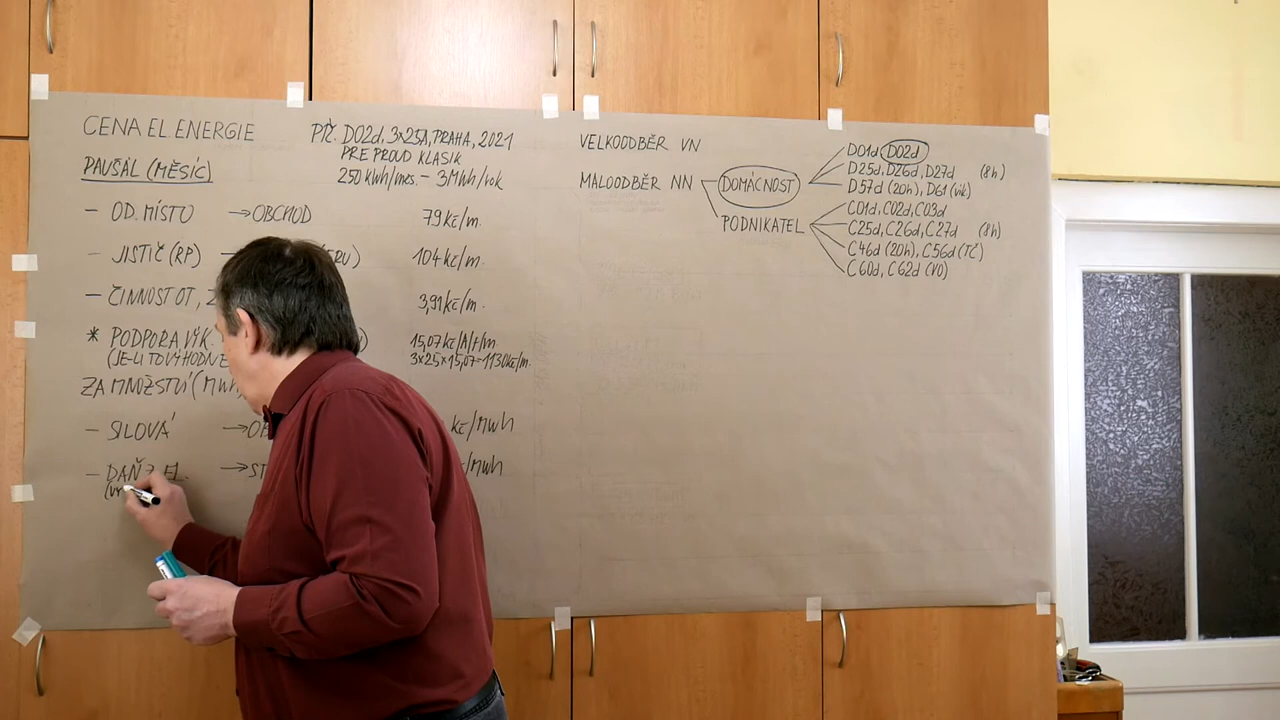 CENA EL ENERGIE
PŘ. D02d, 3x25A, PRAHA, 2021
PRE PROUD KLASIK
250 kWh/měs. – 3MWh/rok
PAUŠÁL (MĚSÍC)
– OD. MÍSTO → OBCHOD 79 kč/m.
– JISTIČ (RP) → 104 kč/m.
– ČINNOST OT, 3,91 kč/m.
* PODPORA VÝK. 15,07 kč/A/f/m
(JE-LI TO VÝHODNĚ 3x25x15,07=1130kč/m.
ZA MNOŽSTVÍ (MWh
– SILOVÁ → kč/MWh
– DAŇ Z EL. → ST /MWh
VELKOODBĚR VN
MALOODBĚR NN
DOMÁCNOST
D01d, D02d
D25d, D26d, D27d (8h)
D57d (20h), D61 (vík)
PODNIKATEL
C01d, C02d, C03d
C25d, C26d, C27d (8h)
C46d (20h), C56d (TČ)
C60d, C62d (VO)